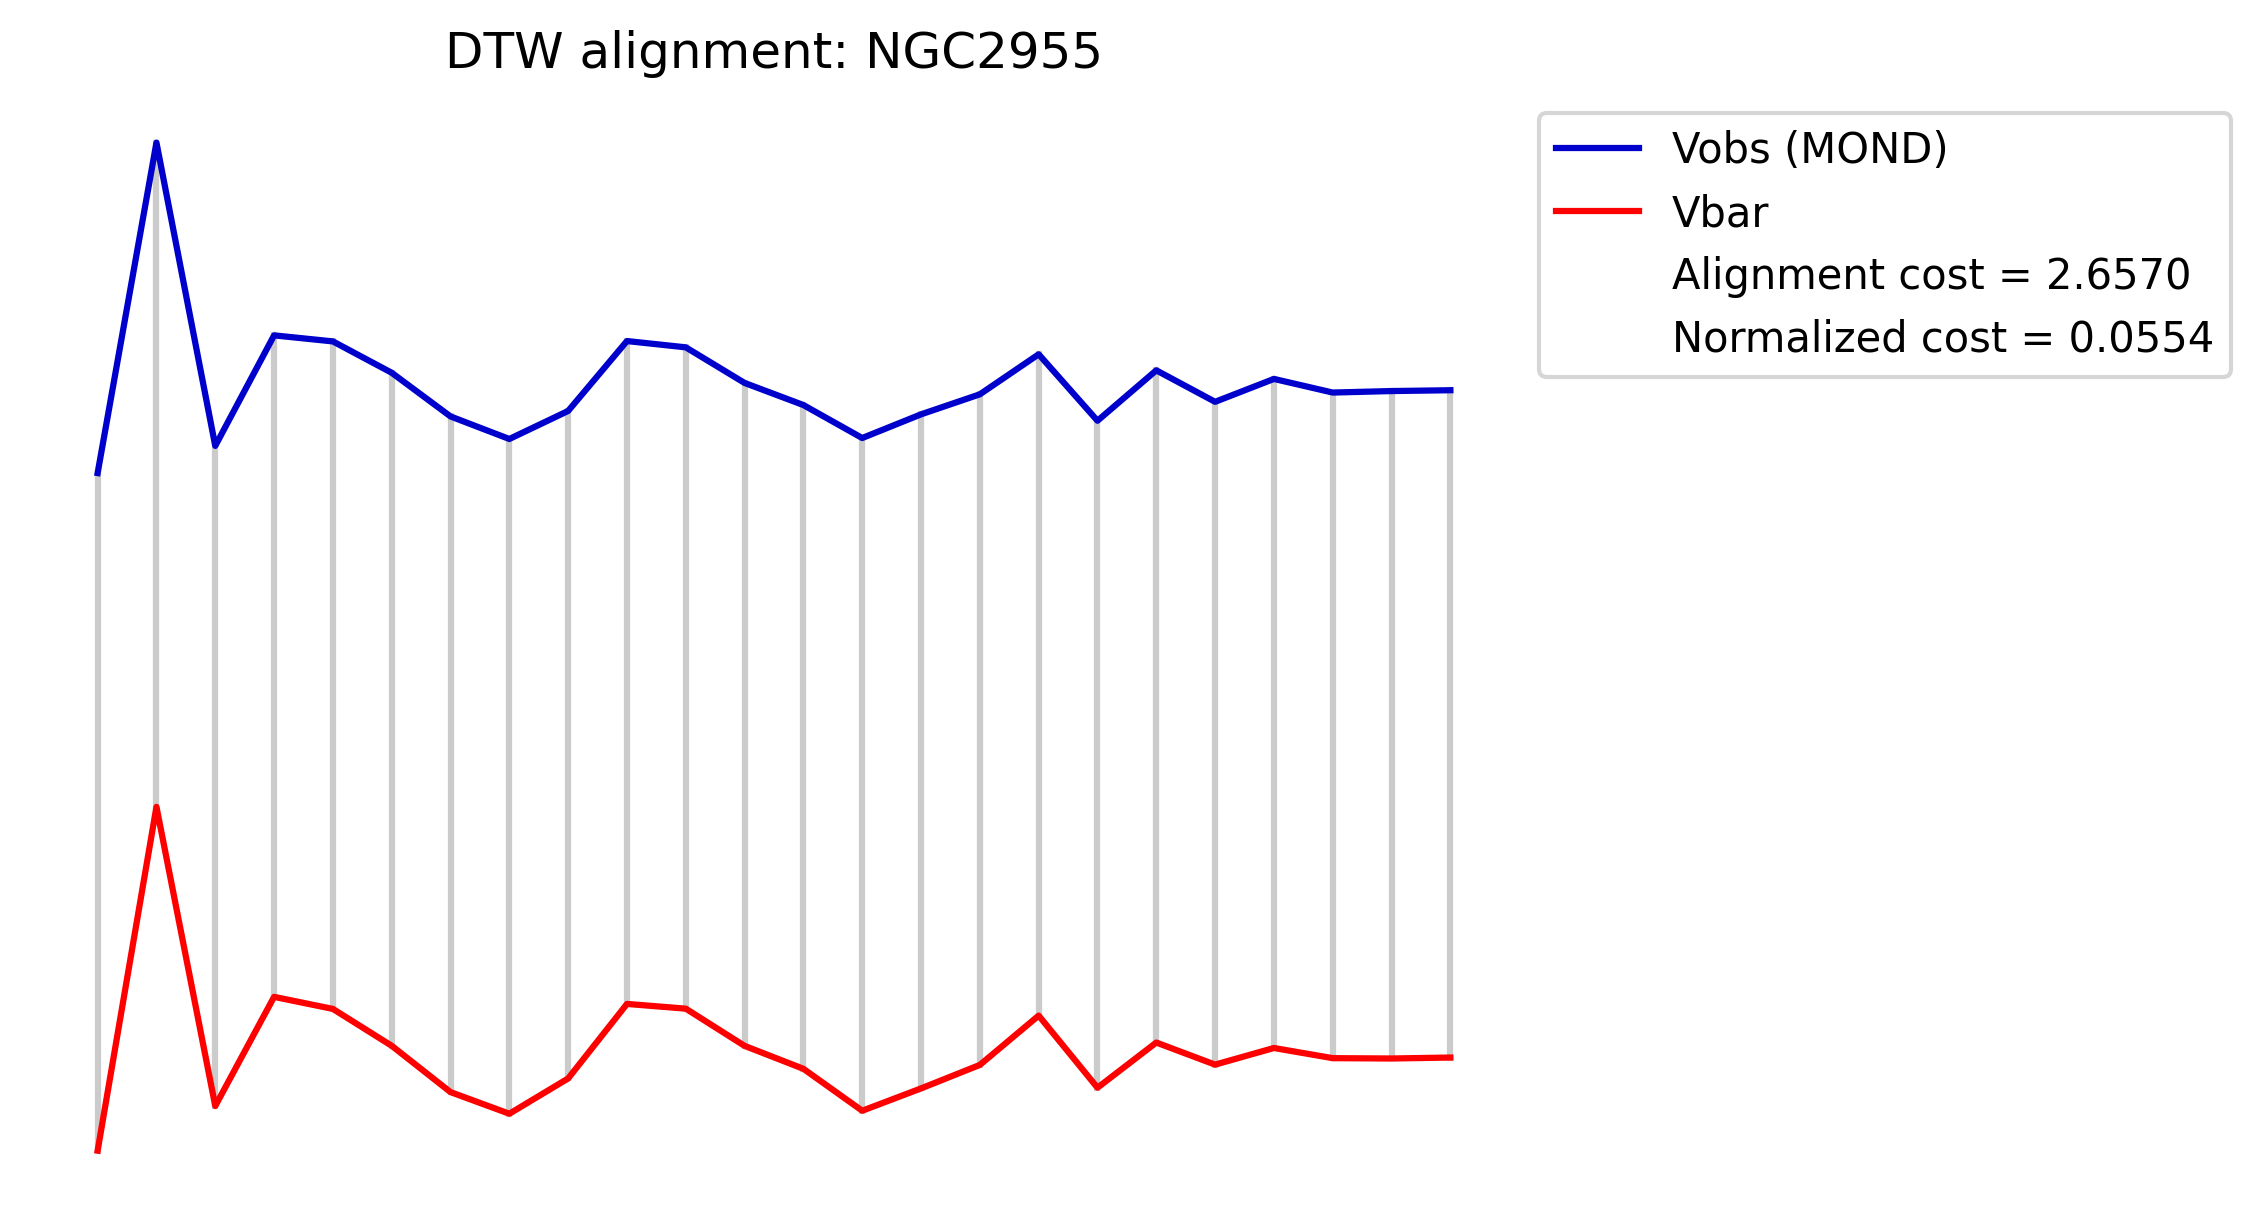 DTW alignment: NGC2955
Vobs (MOND)
Vbar
Alignment cost = 2.6570
Normalized cost = 0.0554